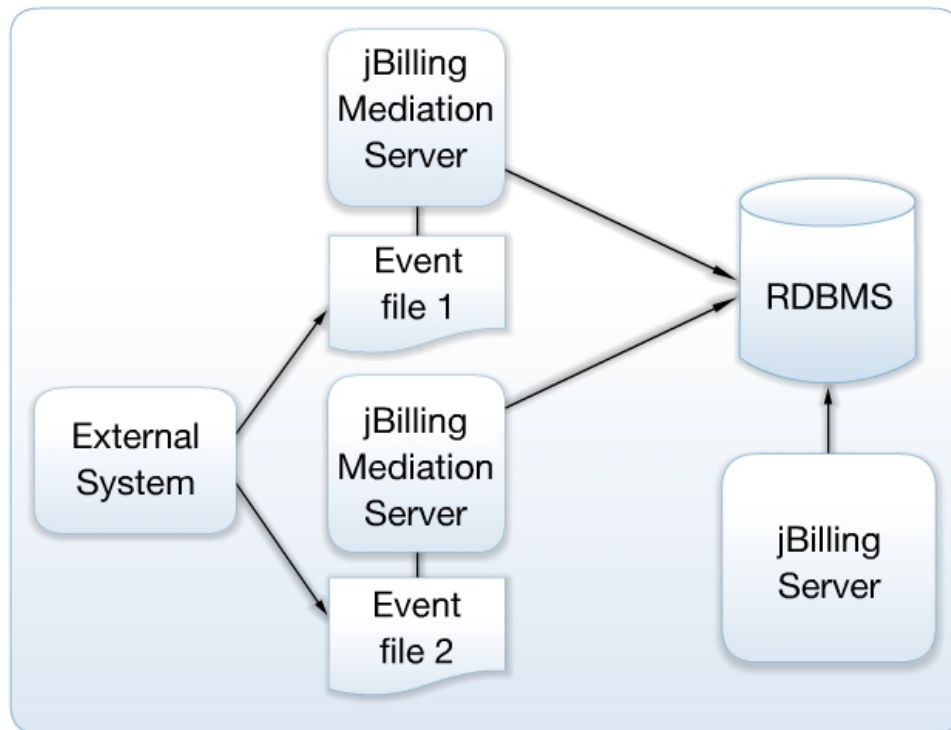 jBilling
Mediation
Server
Event
file 1
RDBMS
External
System
jBilling
Mediation
Server
jBilling
Server
Event
file 2